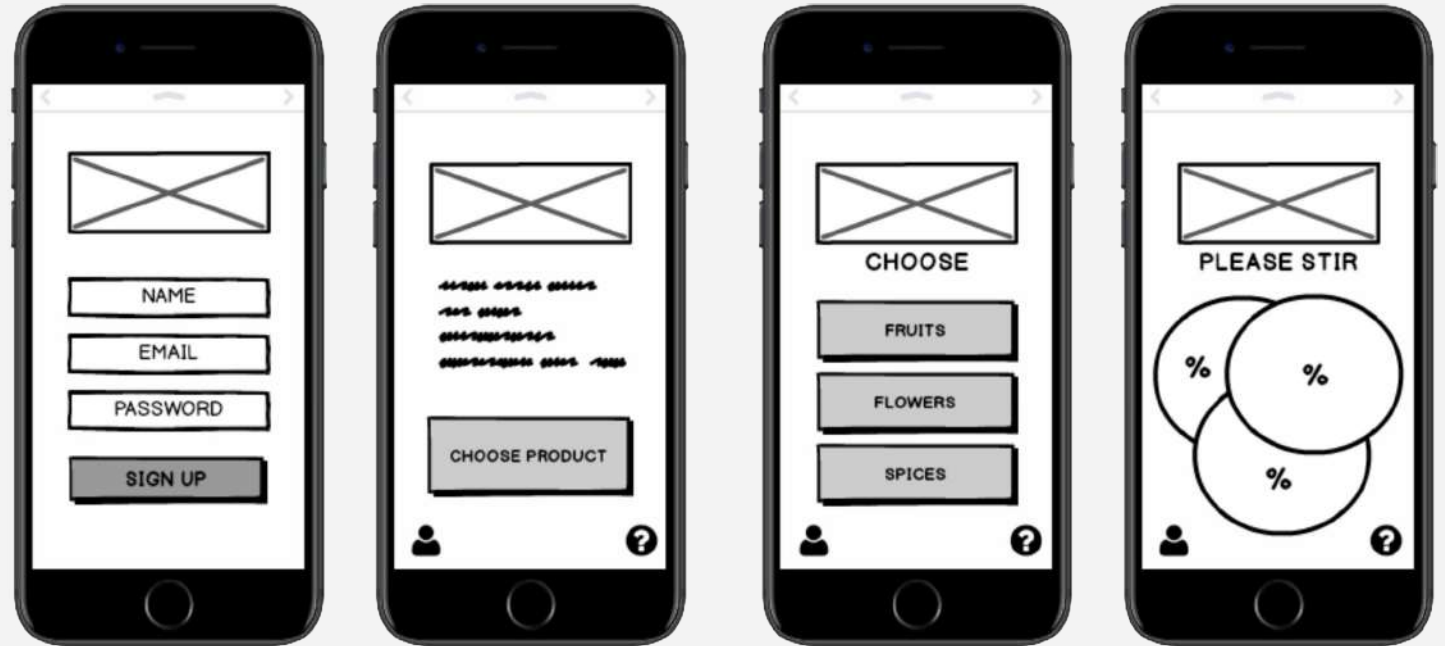 NAME
EMAIL
PASSWORD
SIGN UP
CHOOSE PRODUCT
?
CHOOSE
FRUITS
FLOWERS
SPICES
?
PLEASE STIR
%
%
%
?